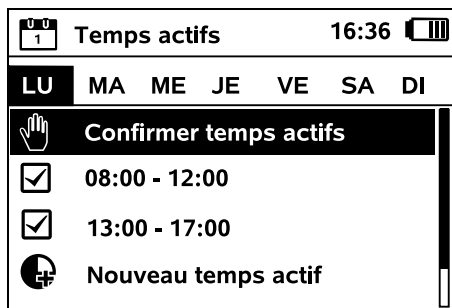 1 Temps actifs 16:36
LU MA ME JE VE SA DI
Confirmer temps actifs
08:00 - 12:00
13:00 - 17:00
Nouveau temps actif